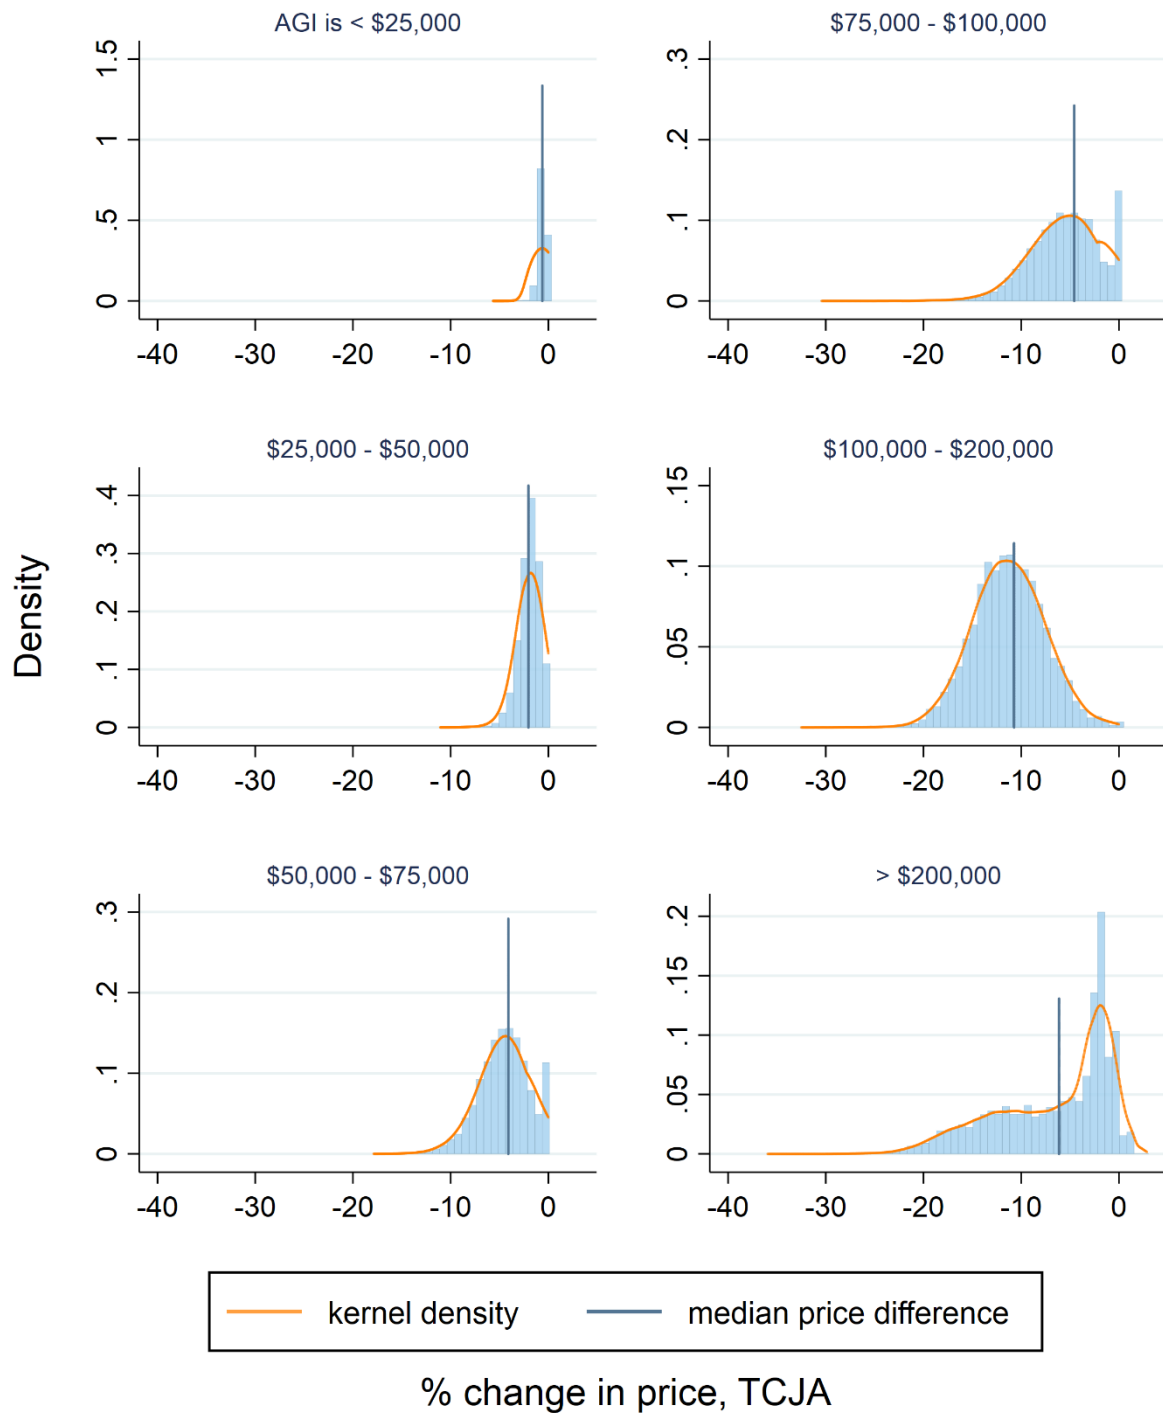 AGI is < $25,000
1.5
1
.5
0
-40 -30 -20 -10 0
$75,000 - $100,000
.3
.2
.1
0
-40 -30 -20 -10 0
$25,000 - $50,000
.4
.3
.2
.1
0
-40 -30 -20 -10 0
$100,000 - $200,000
.15
.1
.05
0
-40 -30 -20 -10 0
Density
$50,000 - $75,000
.3
.2
.1
0
-40 -30 -20 -10 0
> $200,000
.2
.15
.1
.05
0
-40 -30 -20 -10 0
kernel density median price difference
% change in price, TCJA